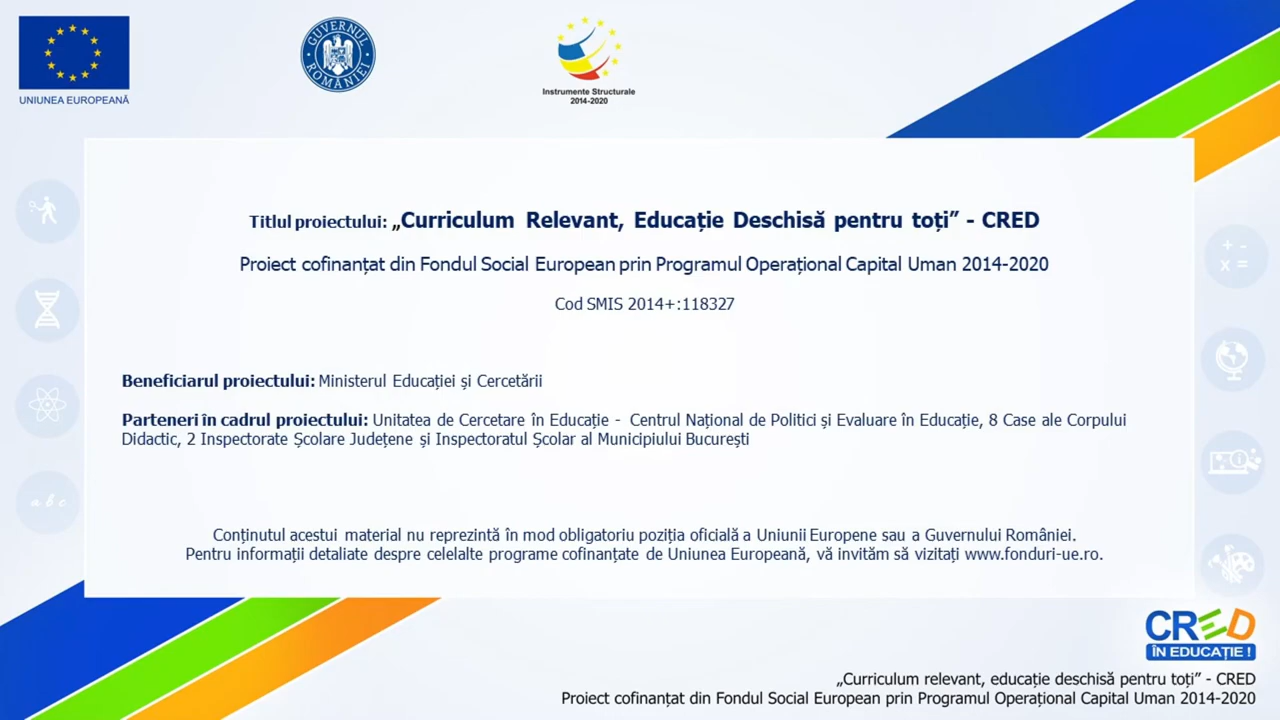 UNIUNEA EUROPEANĂ
GUVERNUL ROMÂNIEI
Instrumente Structurale
2014-2020
Titlul proiectului: „Curriculum Relevant, Educație Deschisă pentru toți” - CRED
Proiect cofinanțat din Fondul Social European prin Programul Operațional Capital Uman 2014-2020
Cod SMIS 2014+:118327
+ -
x =
Beneficiarul proiectului: Ministerul Educației și Cercetării
Parteneri în cadrul proiectului: Unitatea de Cercetare în Educație - Centrul Național de Politici și Evaluare în Educație, 8 Case ale Corpului
Didactic, 2 Inspectorate Școlare Județene și Inspectoratul Școlar al Municipiului București
a b c
Conținutul acestui material nu reprezintă în mod obligatoriu poziția oficială a Uniunii Europene sau a Guvernului României.
Pentru informații detaliate despre celelalte programe cofinanțate de Uniunea Europeană, vă invităm să vizitați www.fonduri-ue.ro.
CRED
ÎN EDUCAȚIE !
„Curriculum relevant, educație deschisă pentru toți” - CRED
Proiect cofinanțat din Fondul Social European prin Programul Operațional Capital Uman 2014-2020